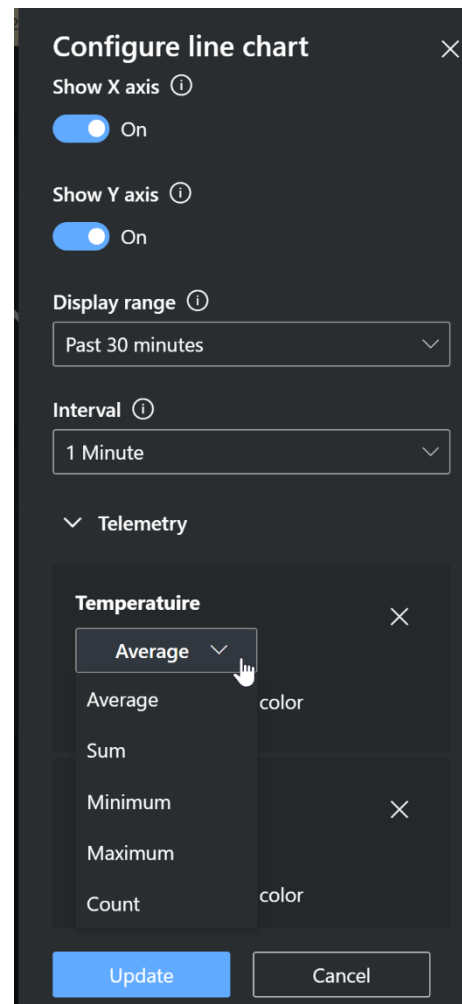 Configure line chart
Show X axis
On
Show Y axis
On
Display range
Past 30 minutes
Interval
1 Minute
Telemetry
Temperatuire
Average
Average
color
Sum
Minimum
Maximum
Count
color
Update
Cancel